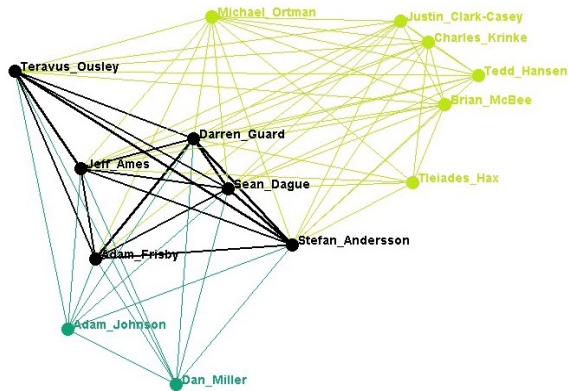 Michael_Ortman
Justin_Clark-Casey
Charles_Krinke
Teravus_Ousley
Tedd_Hansen
Brian_McBee
Darren_Guard
Jeff_Ames
Tleiades_Hax
Sean_Dague
Stefan_Andersson
Adam_Frisby
Adam_Johnson
Dan_Miller